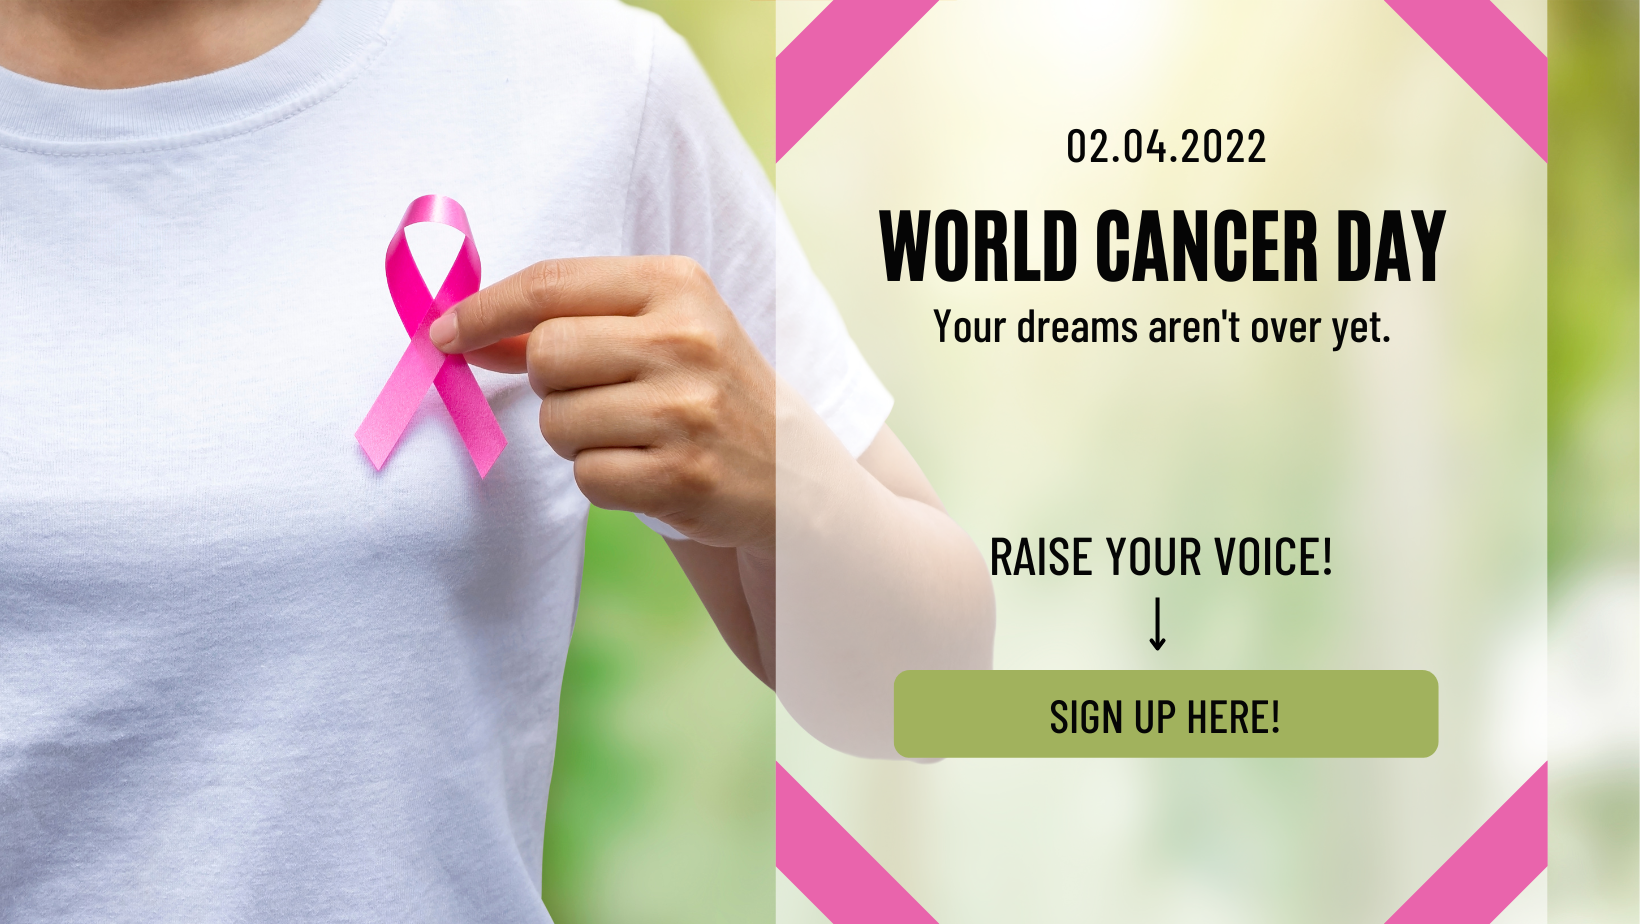 02.04.2022
WORLD CANCER DAY
Your dreams aren't over yet.
RAISE YOUR VOICE!
SIGN UP HERE!